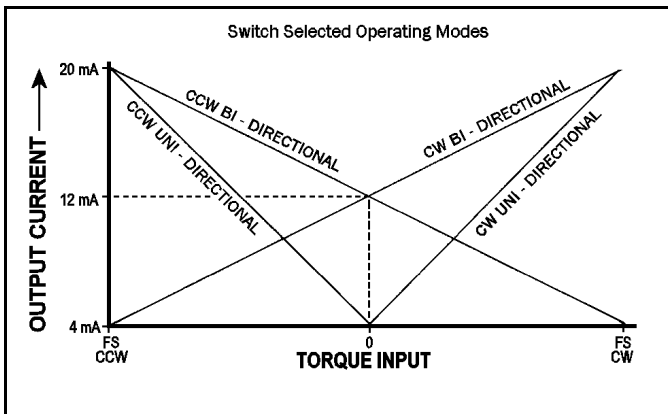 Switch Selected Operating Modes
20 mA
CCW BI - DIRECTIONAL
CW BI - DIRECTIONAL
CCW UNI - DIRECTIONAL
CW UNI - DIRECTIONAL
OUTPUT CURRENT
12 mA
4 mA
FS
CCW
0
FS
CW
TORQUE INPUT